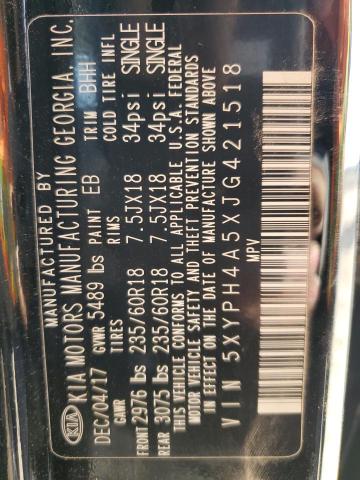 MANUFACTURED BY
KIA KIA MOTORS MANUFACTURING GEORGIA, INC.
DEC/04/17 PAINT EB TRIM BHH
GVWR 5489 lbs
GAWR TIRES RIMS COLD TIRE INFL
FRONT 2976 lbs 235/60R18 7.5JX18 34psi SINGLE
REAR 3075 lbs 235/60R18 7.5JX18 34psi SINGLE
THIS VEHICLE CONFORMS TO ALL APPLICABLE U.S.A. FEDERAL
MOTOR VEHICLE SAFETY AND THEFT PREVENTION STANDARDS
IN EFFECT ON THE DATE OF MANUFACTURE SHOWN ABOVE
VIN 5XYPH4A5XJG421518
MPV